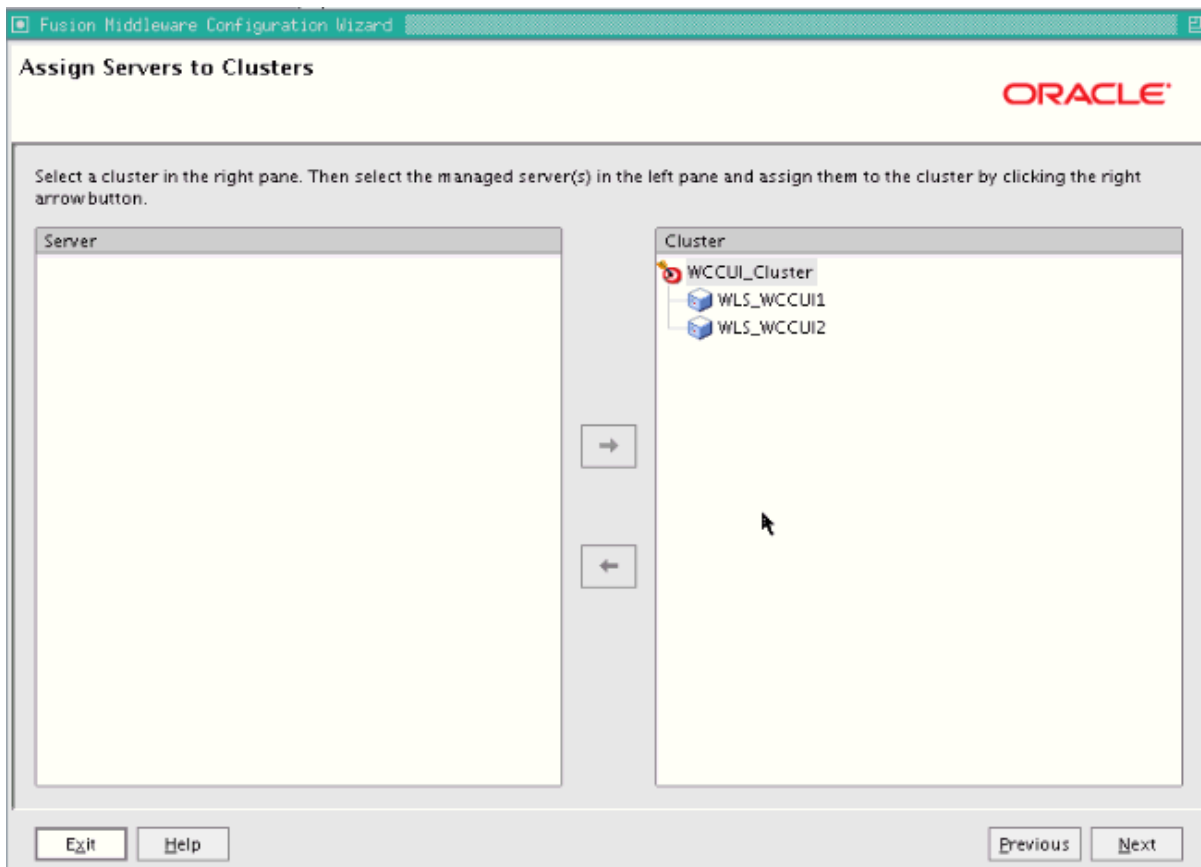 Fusion Middleware Configuration Wizard
Assign Servers to Clusters
ORACLE
Select a cluster in the right pane. Then select the managed server(s) in the left pane and assign them to the cluster by clicking the right
arrow button.
Server
Cluster
WCCUI_Cluster
WLS_WCCUI1
WLS_WCCUI2
Exit
Help
Previous
Next